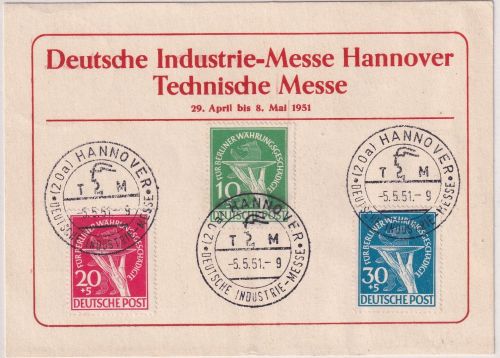 Deutsche Industrie-Messe Hannover
Technische Messe
29. April bis 8. Mai 1951
(20a) HANNOVER
T M
-5.5.51.-9
DEUTSCHE INDUSTRIE-MESSE
FÜR BERLINER WÄHRUNGSGESCHÄDIGTE
10
DEUTSCHE
(20a) HANNOVER
T M
-5.5.51.-9
DEUTSCHE INDUSTRIE-MESSE
(20a) HANNOVER
T M
-5.5.51.-9
DEUTSCHE INDUSTRIE-MESSE
FÜR BERLINER WÄHRUNGSGESCHÄDIGTE
20
+5
DEUTSCHE POST
FÜR BERLINER WÄHRUNGSGESCHÄDIGTE
30
+5
DEUTSCHE POST